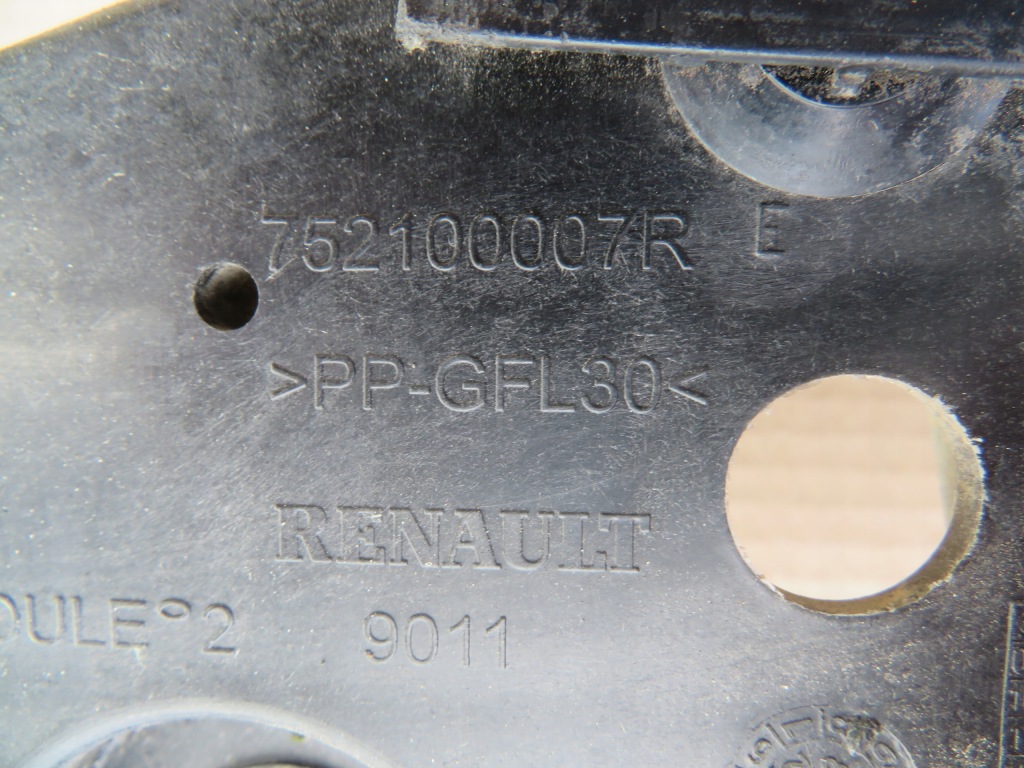 752100007R E
>PP-GFL30<
RENAULT
OULE°2 9011